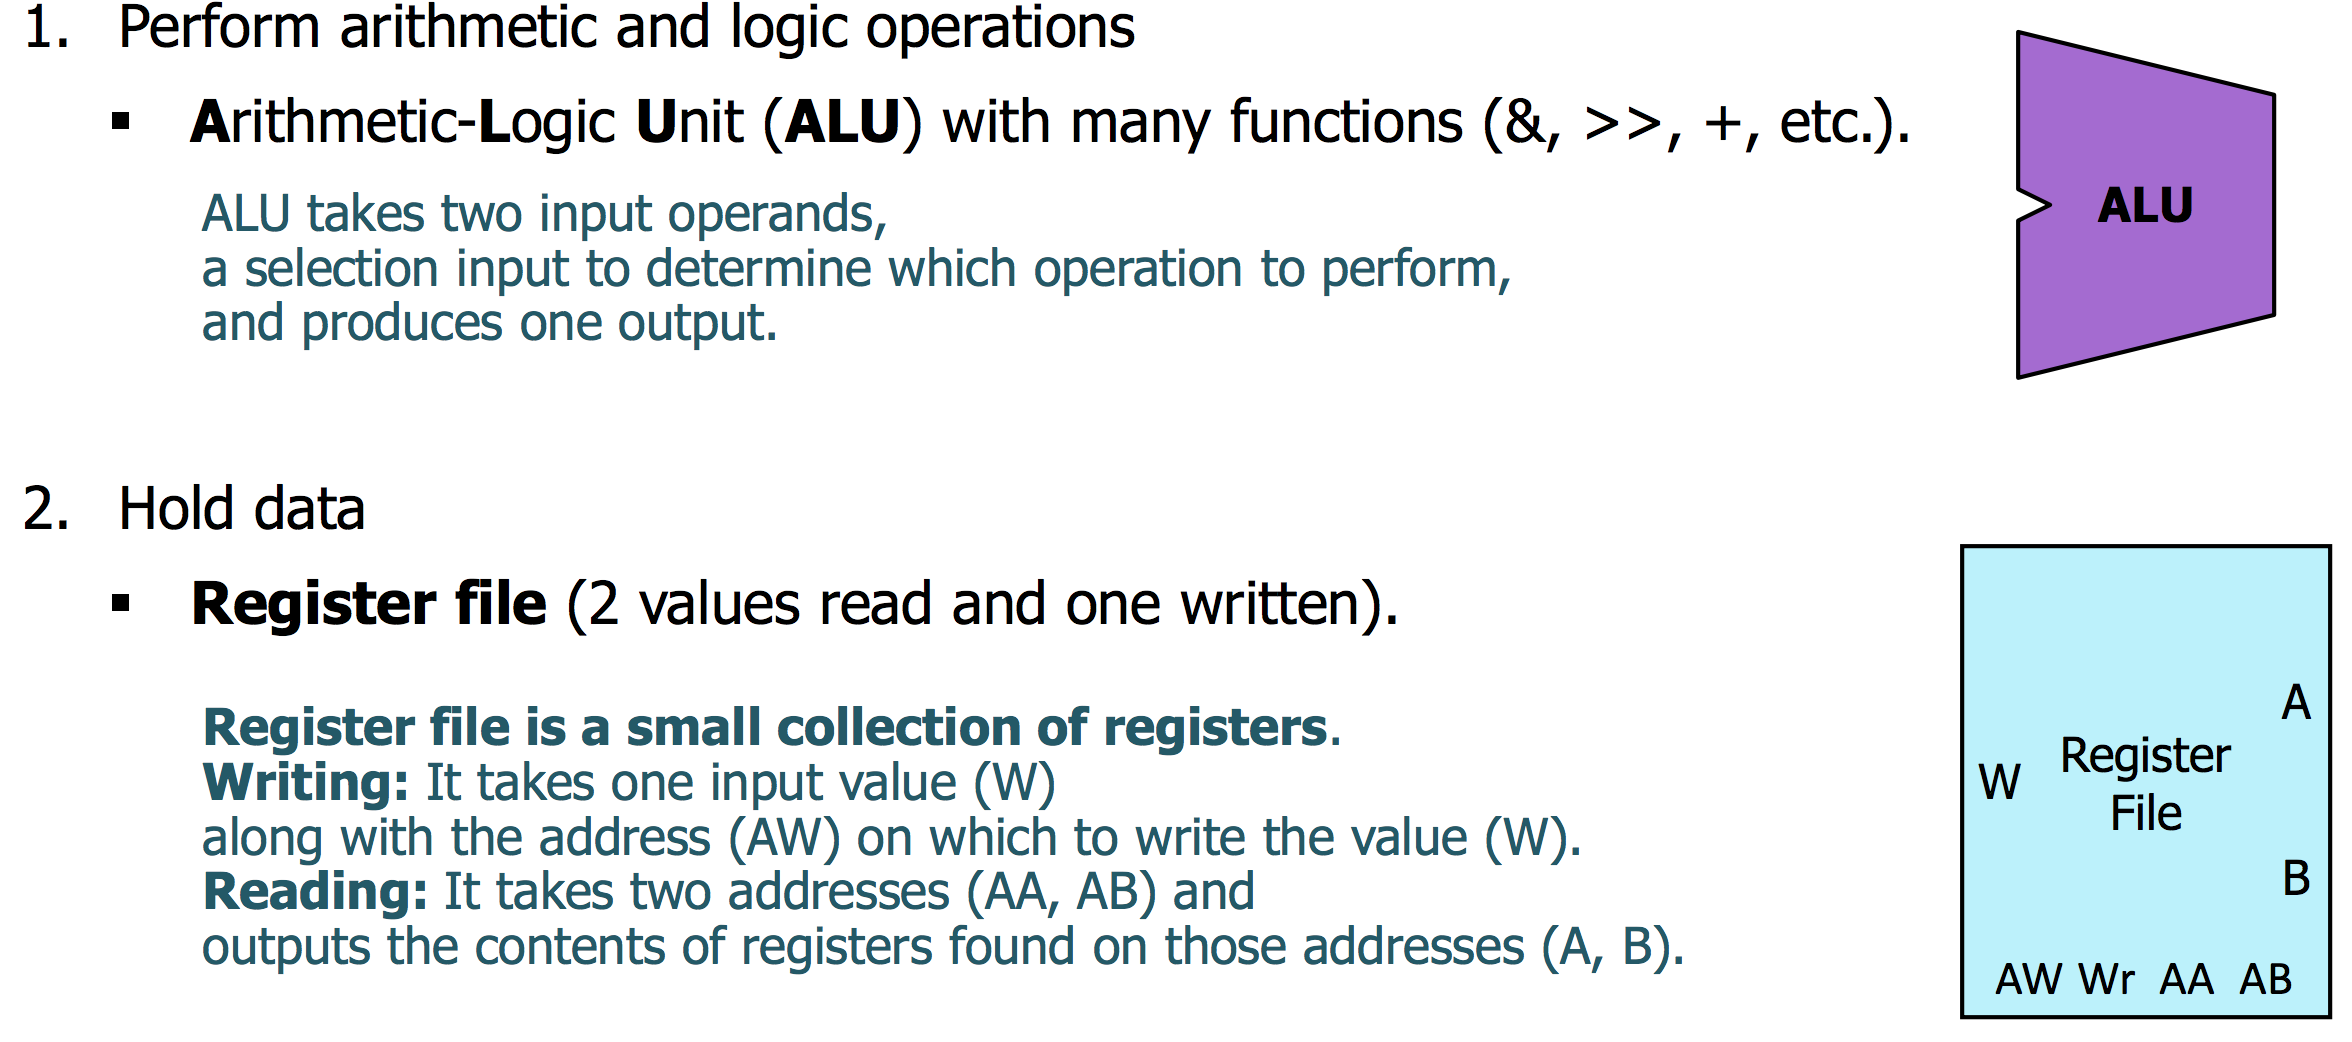 1. Perform arithmetic and logic operations
▪ Arithmetic-Logic Unit (ALU) with many functions (&, >>, +, etc.).
ALU takes two input operands,
a selection input to determine which operation to perform,
and produces one output.
ALU
2. Hold data
▪ Register file (2 values read and one written).
Register file is a small collection of registers.
Writing: It takes one input value (W)
along with the address (AW) on which to write the value (W).
Reading: It takes two addresses (AA, AB) and
outputs the contents of registers found on those addresses (A, B).
A
W
Register
File
B
AW Wr AA AB